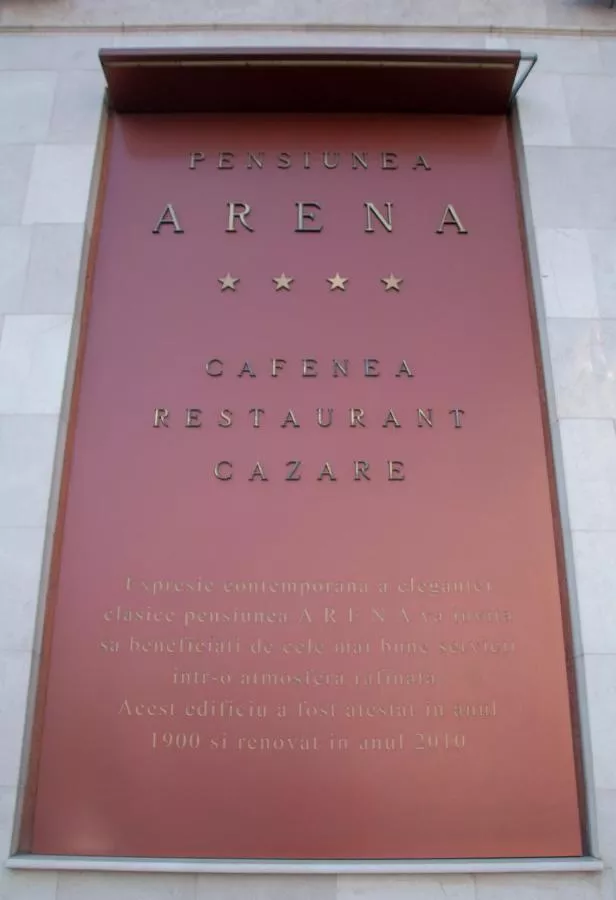 PENSIUNEA
ARENA
CAFENEA
RESTAURANT
CAZARE
Expresie contemporana a elegantei
clasice pensiunea ARENA va invita
sa beneficiati de cele mai bune servicii
intr-o atmosfera rafinata.
Acest edificiu a fost atestat in anul
1900 si renovat in anul 2010